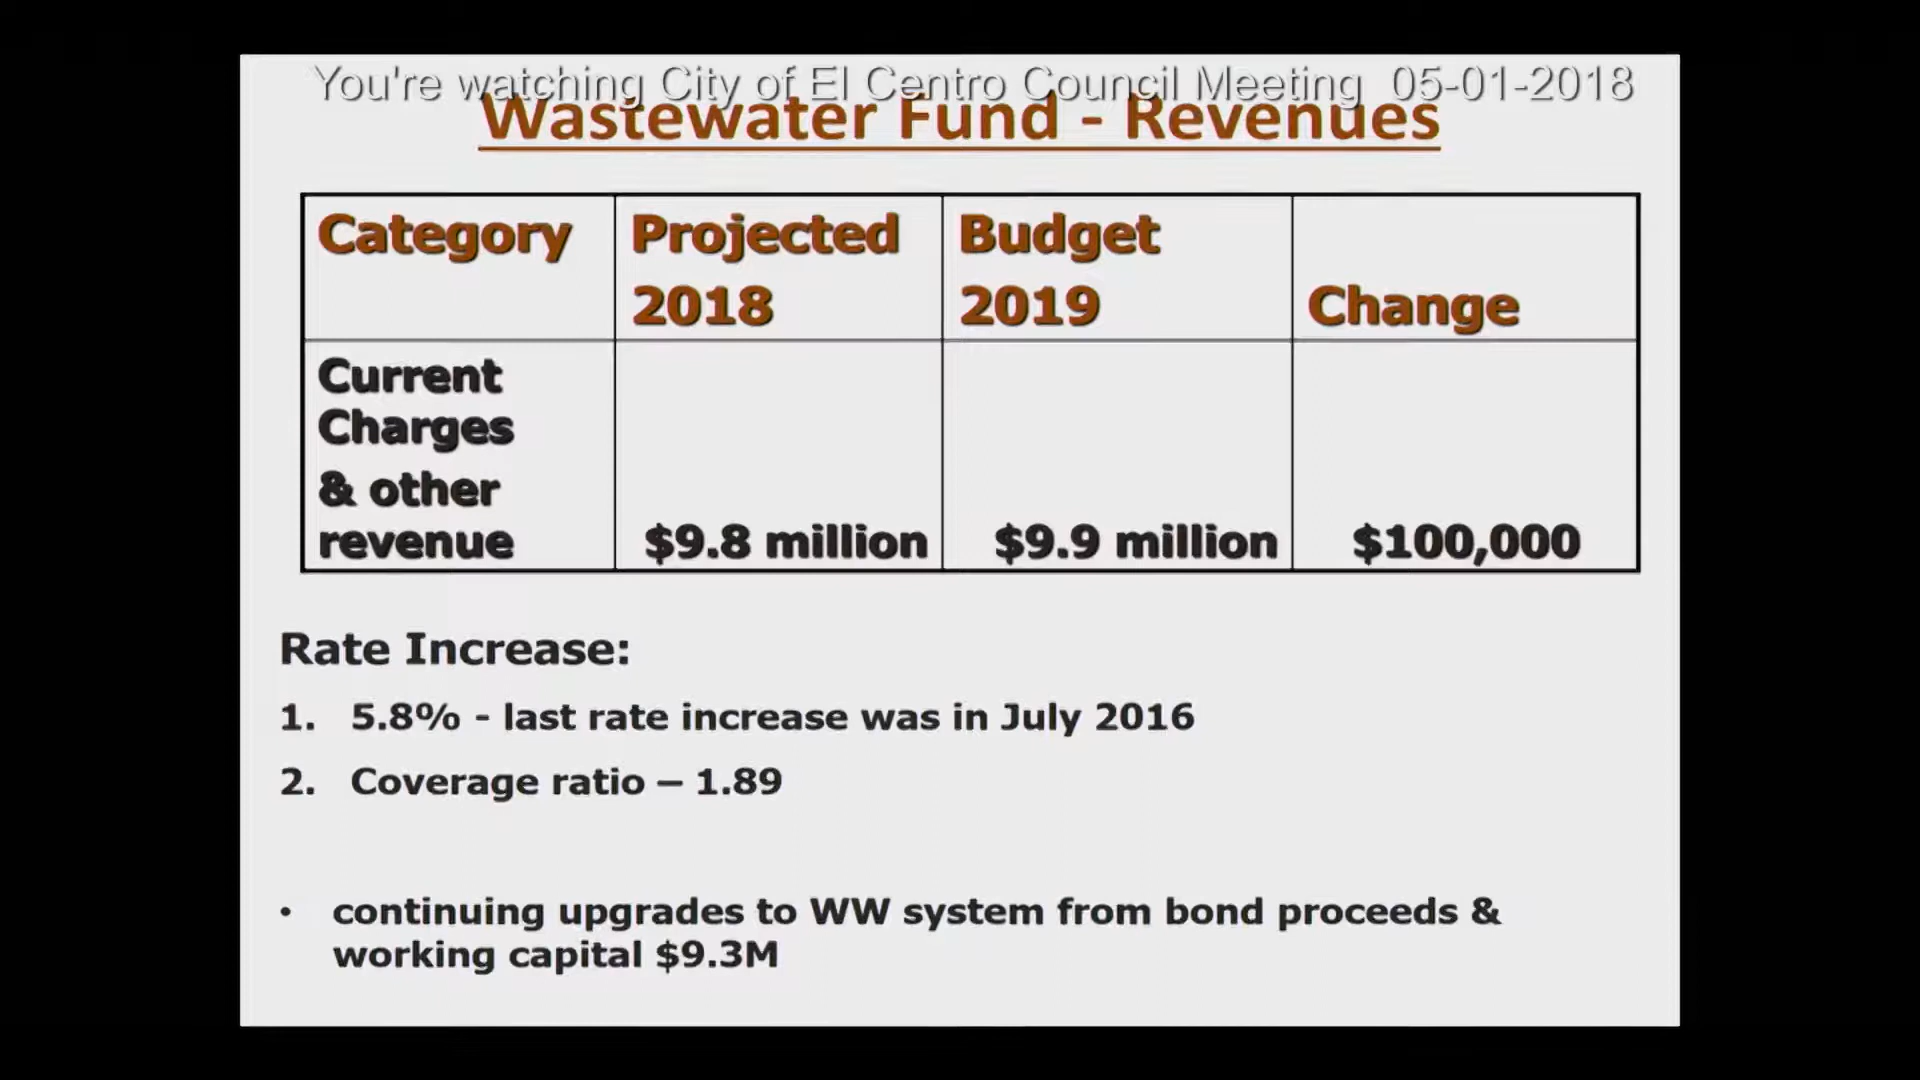 You're watching City of El Centro Council Meeting 05-01-2018
Wastewater Fund - Revenues
Category
Projected
2018
Budget
2019
Change
Current
Charges
& other
revenue
$9.8 million
$9.9 million
$100,000
Rate Increase:
1. 5.8% - last rate increase was in July 2016
2. Coverage ratio – 1.89
• continuing upgrades to WW system from bond proceeds &
working capital $9.3M